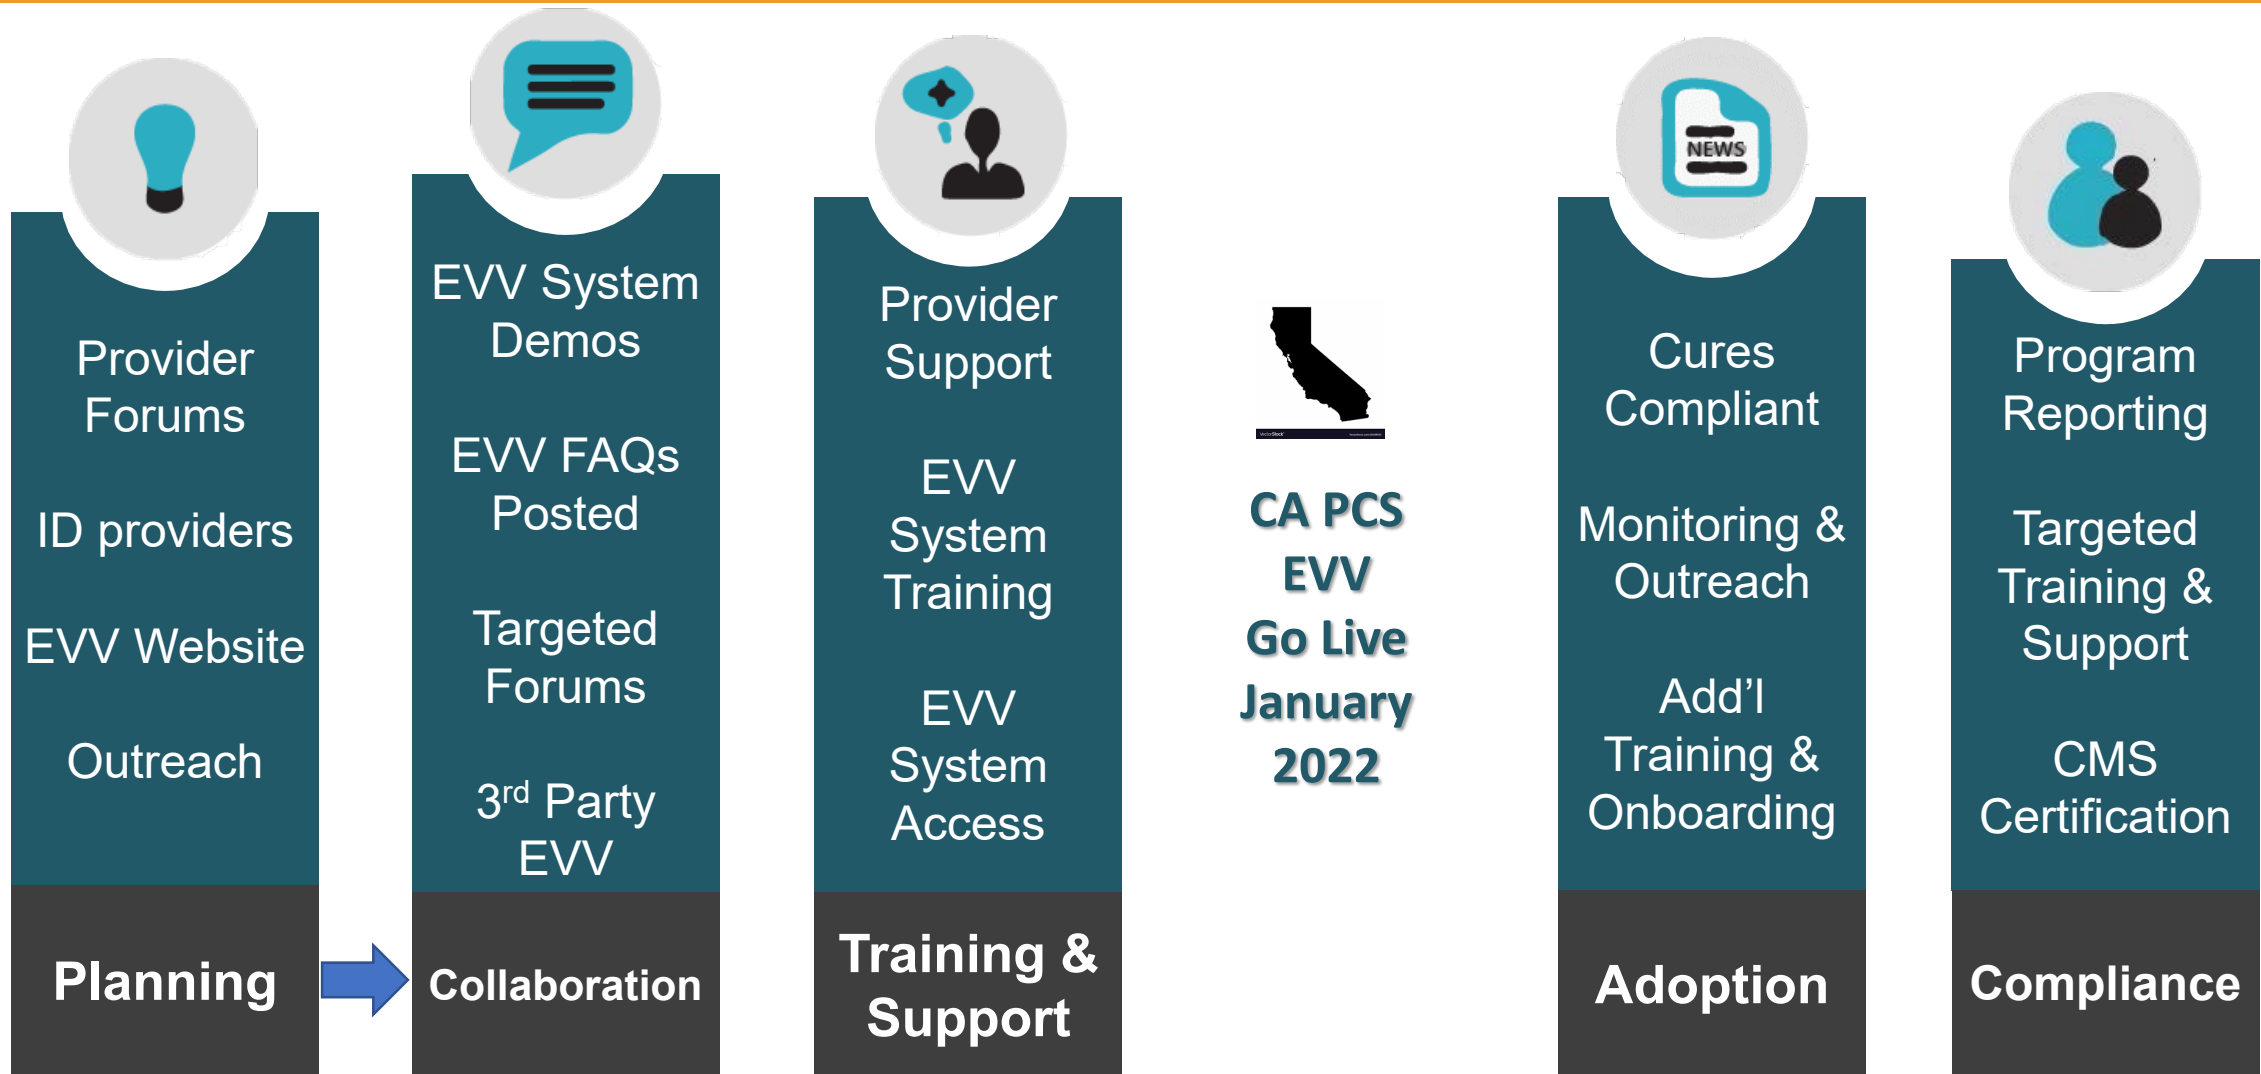 Provider
Forums
ID providers
EVV Website
Outreach
Planning
EVV System
Demos
EVV FAQs
Posted
Targeted
Forums
3rd Party
EVV
Collaboration
Provider
Support
EVV
System
Training
EVV
System
Access
Training &
Support
VectorStock
CA PCS
EVV
Go Live
January
2022
NEWS
Cures
Compliant
Monitoring &
Outreach
Add'l
Training &
Onboarding
Adoption
Program
Reporting
Targeted
Training &
Support
CMS
Certification
Compliance